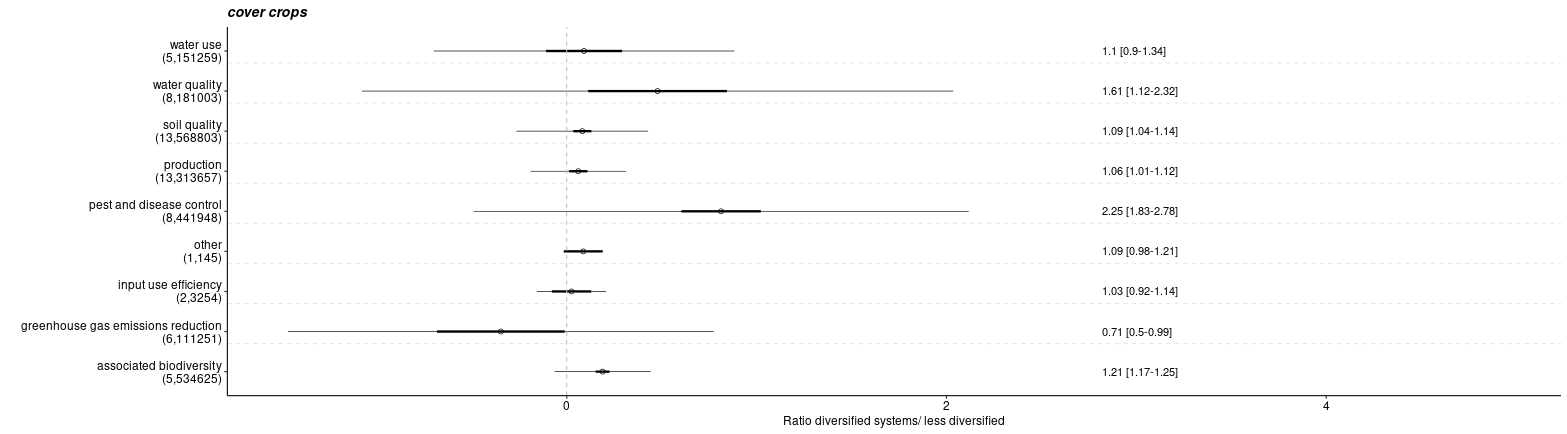 cover crops
water use
(5,151259)
1.1 [0.9-1.34]
water quality
(8,181003)
1.61 [1.12-2.32]
soil quality
(13,568803)
1.09 [1.04-1.14]
production
(13,313657)
1.06 [1.01-1.12]
pest and disease control
(8,441948)
2.25 [1.83-2.78]
other
(1,145)
1.09 [0.98-1.21]
input use efficiency
(2,3254)
1.03 [0.92-1.14]
greenhouse gas emissions reduction
(6,111251)
0.71 [0.5-0.99]
associated biodiversity
(5,534625)
1.21 [1.17-1.25]
0 2 4
Ratio diversified systems/ less diversified